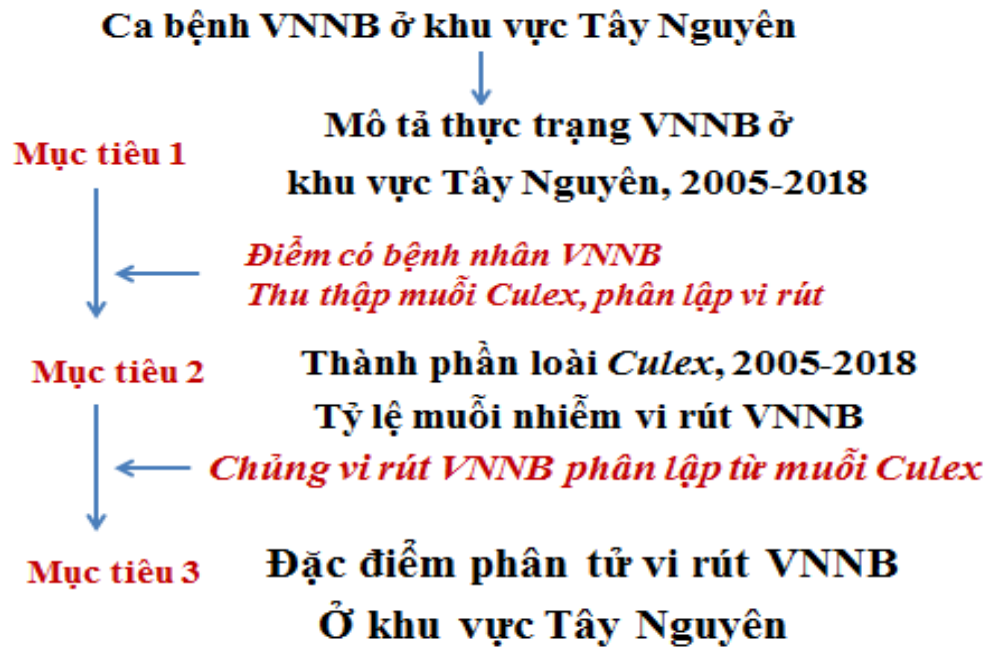 Ca bệnh VNNB ở khu vực Tây Nguyên
Mô tả thực trạng VNNB ở
Mục tiêu 1
khu vực Tây Nguyên, 2005-2018
Điểm có bệnh nhân VNNB
Thu thập muỗi Culex, phân lập vi rút
Thành phần loài Culex, 2005-2018
Mục tiêu 2
Tỷ lệ muỗi nhiễm vi rút VNNB
Chủng vi rút VNNB phân lập từ muỗi Culex
Mục tiêu 3
Đặc điểm phân tử vi rút VNNB
Ở khu vực Tây Nguyên